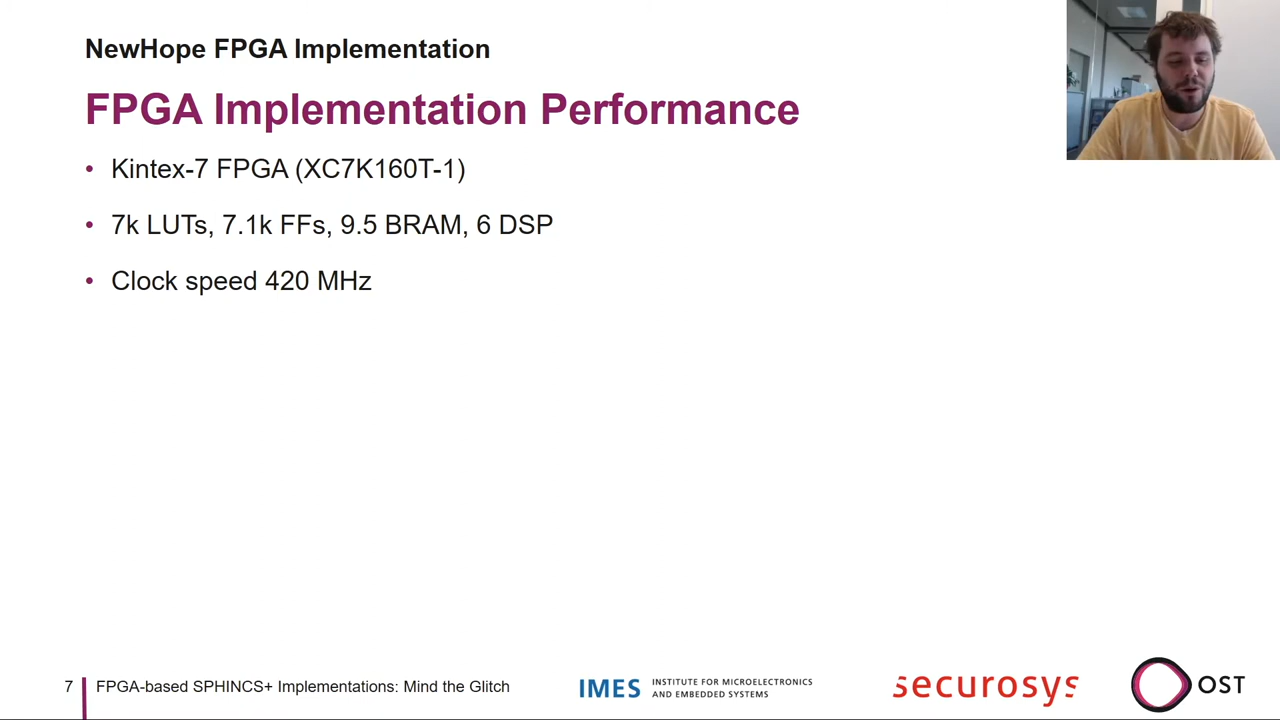 NewHope FPGA Implementation
FPGA Implementation Performance
• Kintex-7 FPGA (XC7K160T-1)
• 7k LUTs, 7.1k FFs, 9.5 BRAM, 6 DSP
• Clock speed 420 MHz
7 FPGA-based SPHINCS+ Implementations: Mind the Glitch
IMES INSTITUTE FOR MICROELECTRONICS
AND EMBEDDED SYSTEMS
securosys
OST